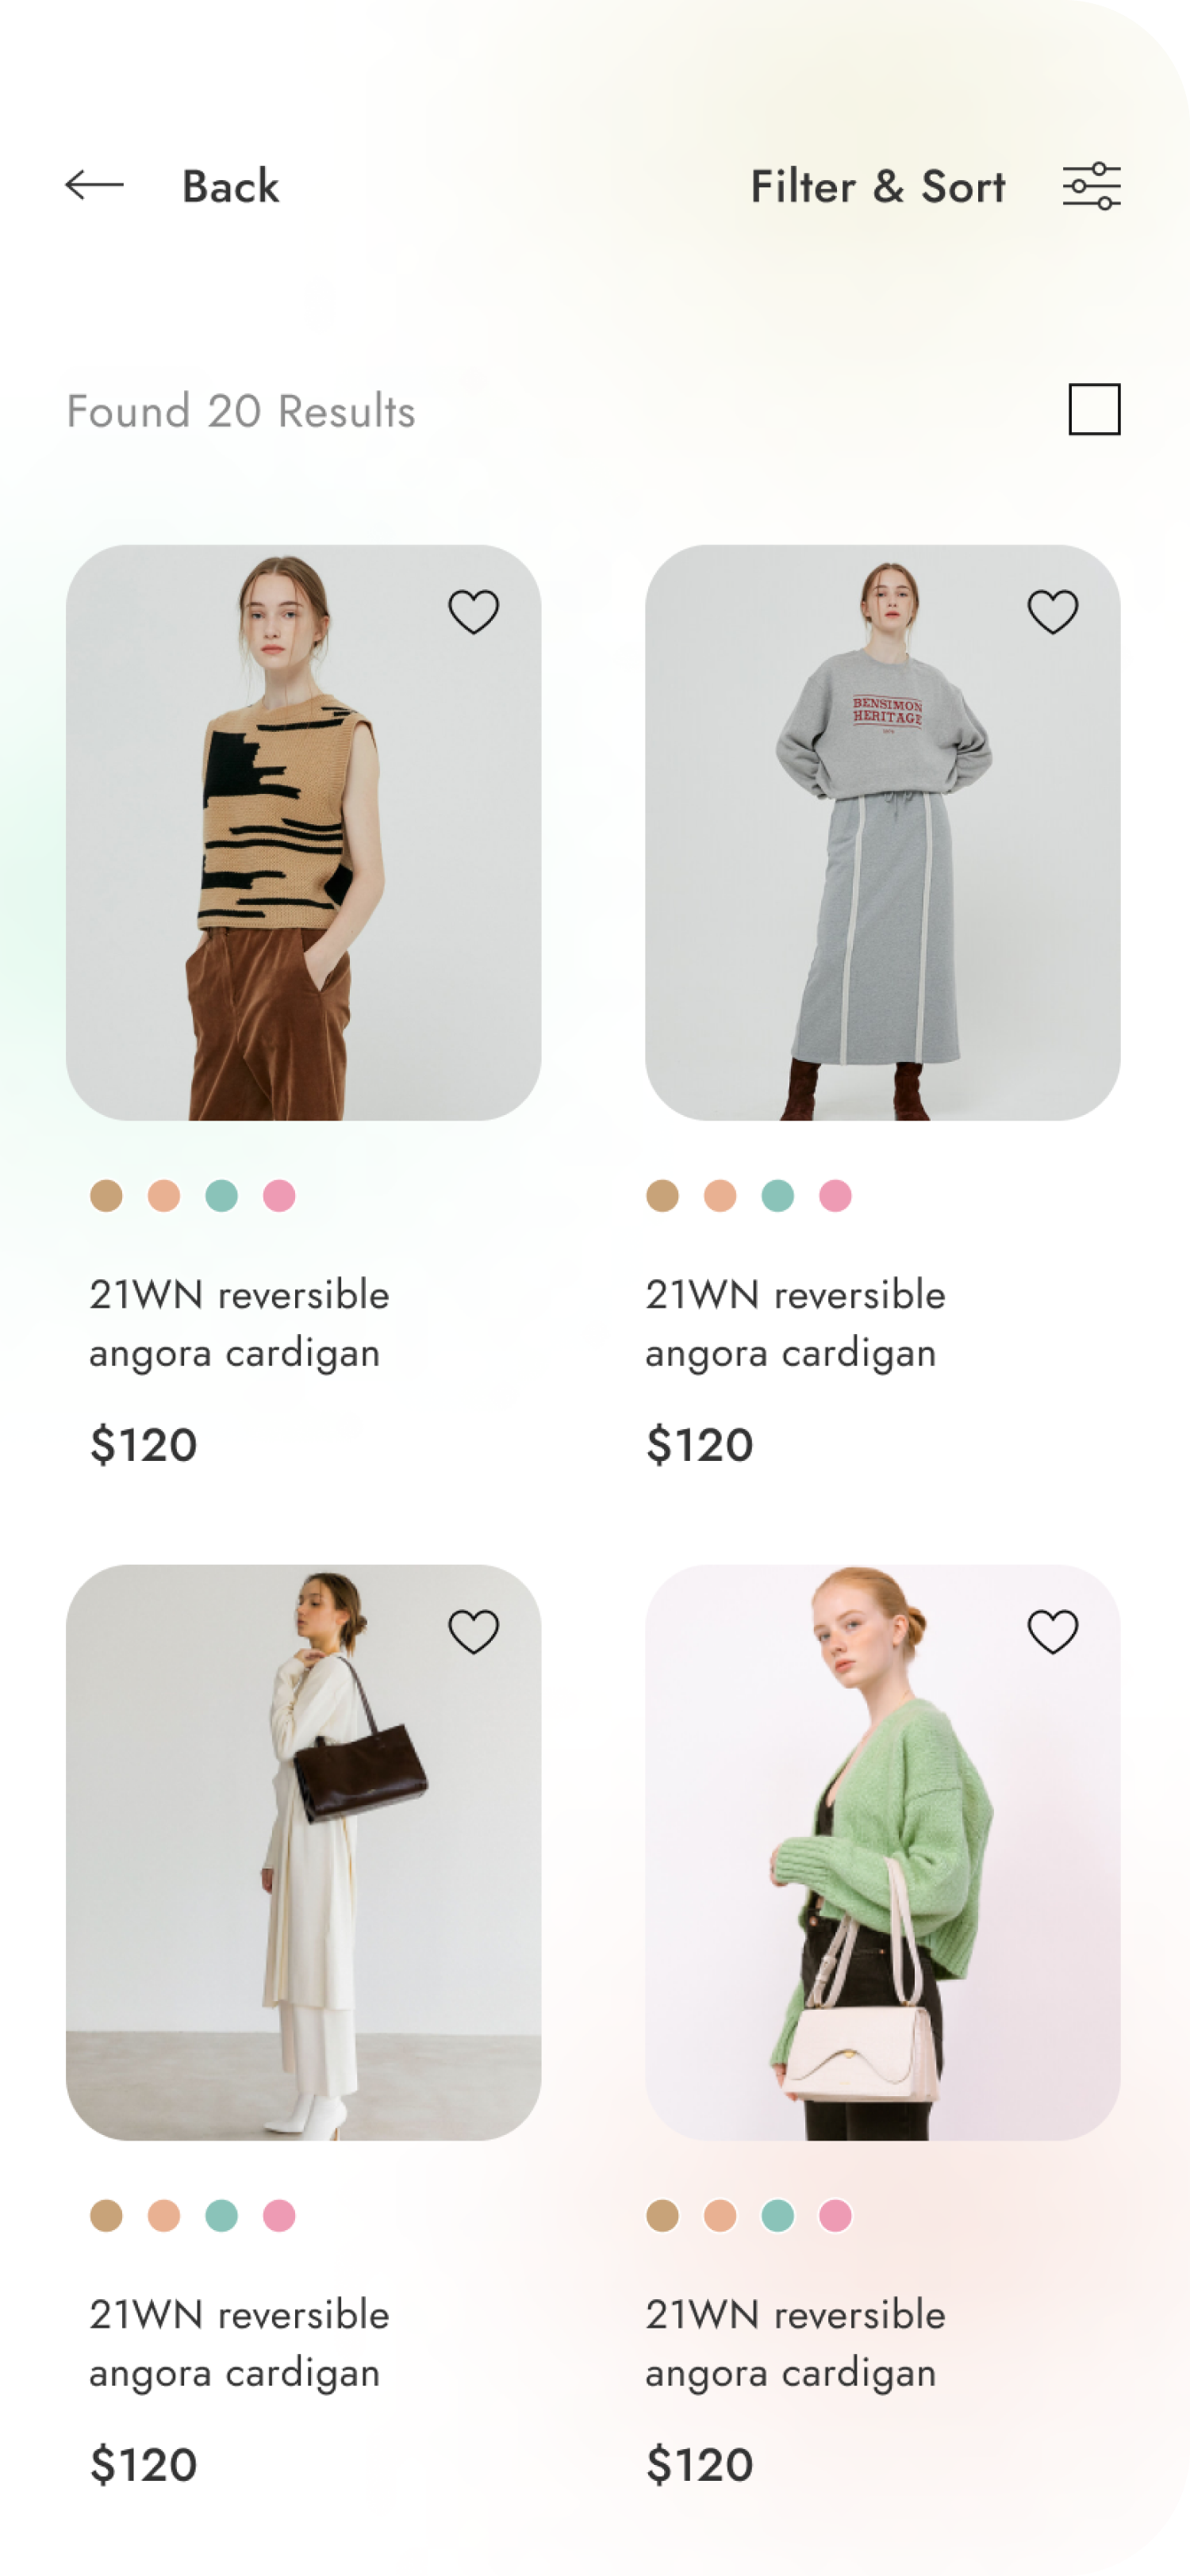 Back
Filter & Sort
Found 20 Results
BENSIMON
HERITAGE
21WN reversible
angora cardigan
$120
21WN reversible
angora cardigan
$120
21WN reversible
angora cardigan
$120
21WN reversible
angora cardigan
$120